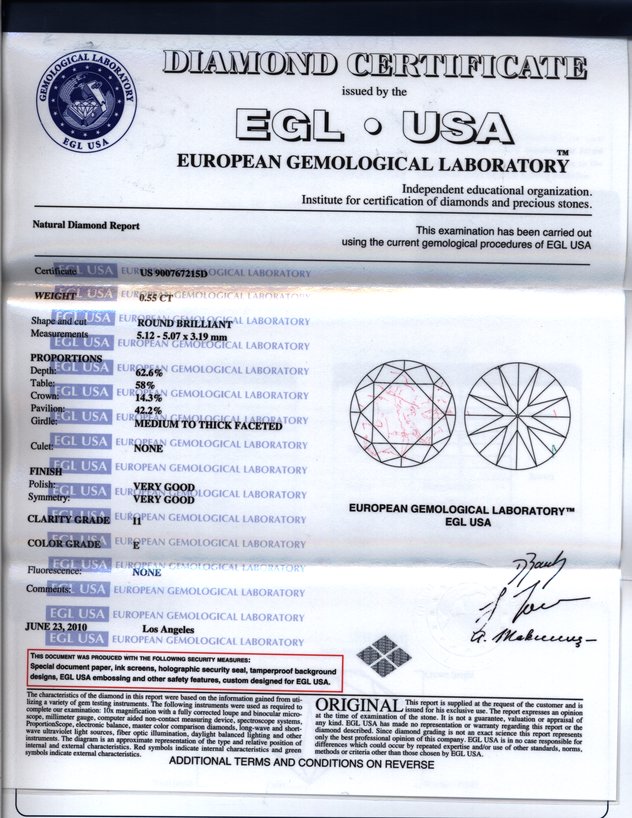 GEMOLOGICAL LABORATORY
EGL USA
DIAMOND CERTIFICATE
issued by the
EGL • USA
EUROPEAN GEMOLOGICAL LABORATORY™
Independent educational organization.
Institute for certification of diamonds and precious stones.
Natural Diamond Report
This examination has been carried out
using the current gemological procedures of EGL USA
Certificate US 900767215D
WEIGHT 0.55 CT
Shape and cut ROUND BRILLIANT
Measurements 5.12 - 5.07 x 3.19 mm
PROPORTIONS
Depth: 62.6%
Table: 58%
Crown: 14.3%
Pavilion: 42.2%
Girdle: MEDIUM TO THICK FACETED
Culet: NONE
FINISH
Polish: VERY GOOD
Symmetry: VERY GOOD
CLARITY GRADE I1
COLOR GRADE E
Fluorescence: NONE
Comments:
JUNE 23, 2010 Los Angeles
EUROPEAN GEMOLOGICAL LABORATORY™
EGL USA
THIS DOCUMENT WAS PRODUCED WITH THE FOLLOWING SECURITY MEASURES:
Special document paper, ink screens, holographic security seal, tamperproof background
designs, EGL USA embossing and other safety features, custom designed for EGL USA.
The characteristics of the diamond in this report were based on the information gained from uti-
lizing a variety of gem testing instruments. The following instruments were used as required to
complete our examination: 10x magnification with a fully corrected loupe and binocular micro-
scope, millimeter gauge, computer aided non-contact measuring device, spectroscope systems,
ProportionScope, electronic balance, master color comparison diamonds, long-wave and short-
wave ultraviolet light sources, fiber optic illumination, daylight balanced lighting and other
instruments. The diagram is an approximate representation of the type and relative position of
internal and external characteristics. Red symbols indicate internal characteristics and green
symbols indicate external characteristics.
ORIGINAL This report is supplied at the request of the customer and is
issued for his exclusive use. The report expresses an opinion
at the time of examination of the stone. It is not a guarantee, valuation or appraisal of
any kind. EGL USA has made no representation or warranty regarding this report or the
diamond described. Since diamond grading is not an exact science this report represents
only the best professional opinion of this company. EGL USA is in no case responsible for
differences which could occur by repeated expertise and/or use of other standards, norms,
methods or criteria other than those chosen by EGL USA.
ADDITIONAL TERMS AND CONDITIONS ON REVERSE